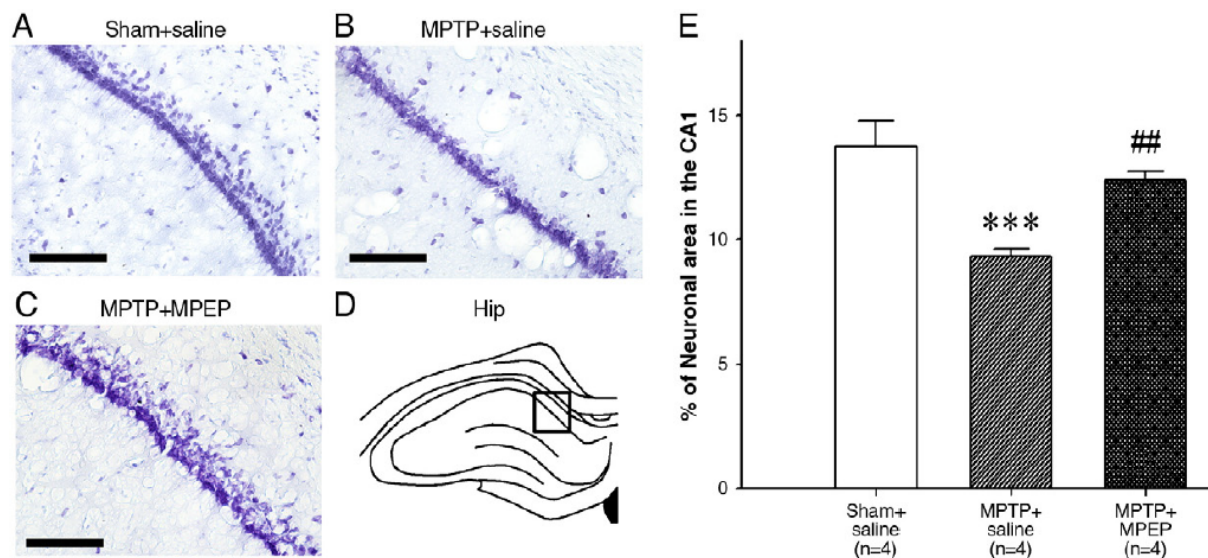 A
Sham+saline
B
MPTP+saline
C
MPTP+MPEP
D
Hip
E
% of Neuronal area in the CA1
15
10
5
0
***
##
Sham+
saline
(n=4)
MPTP+
saline
(n=4)
MPTP+
MPEP
(n=4)